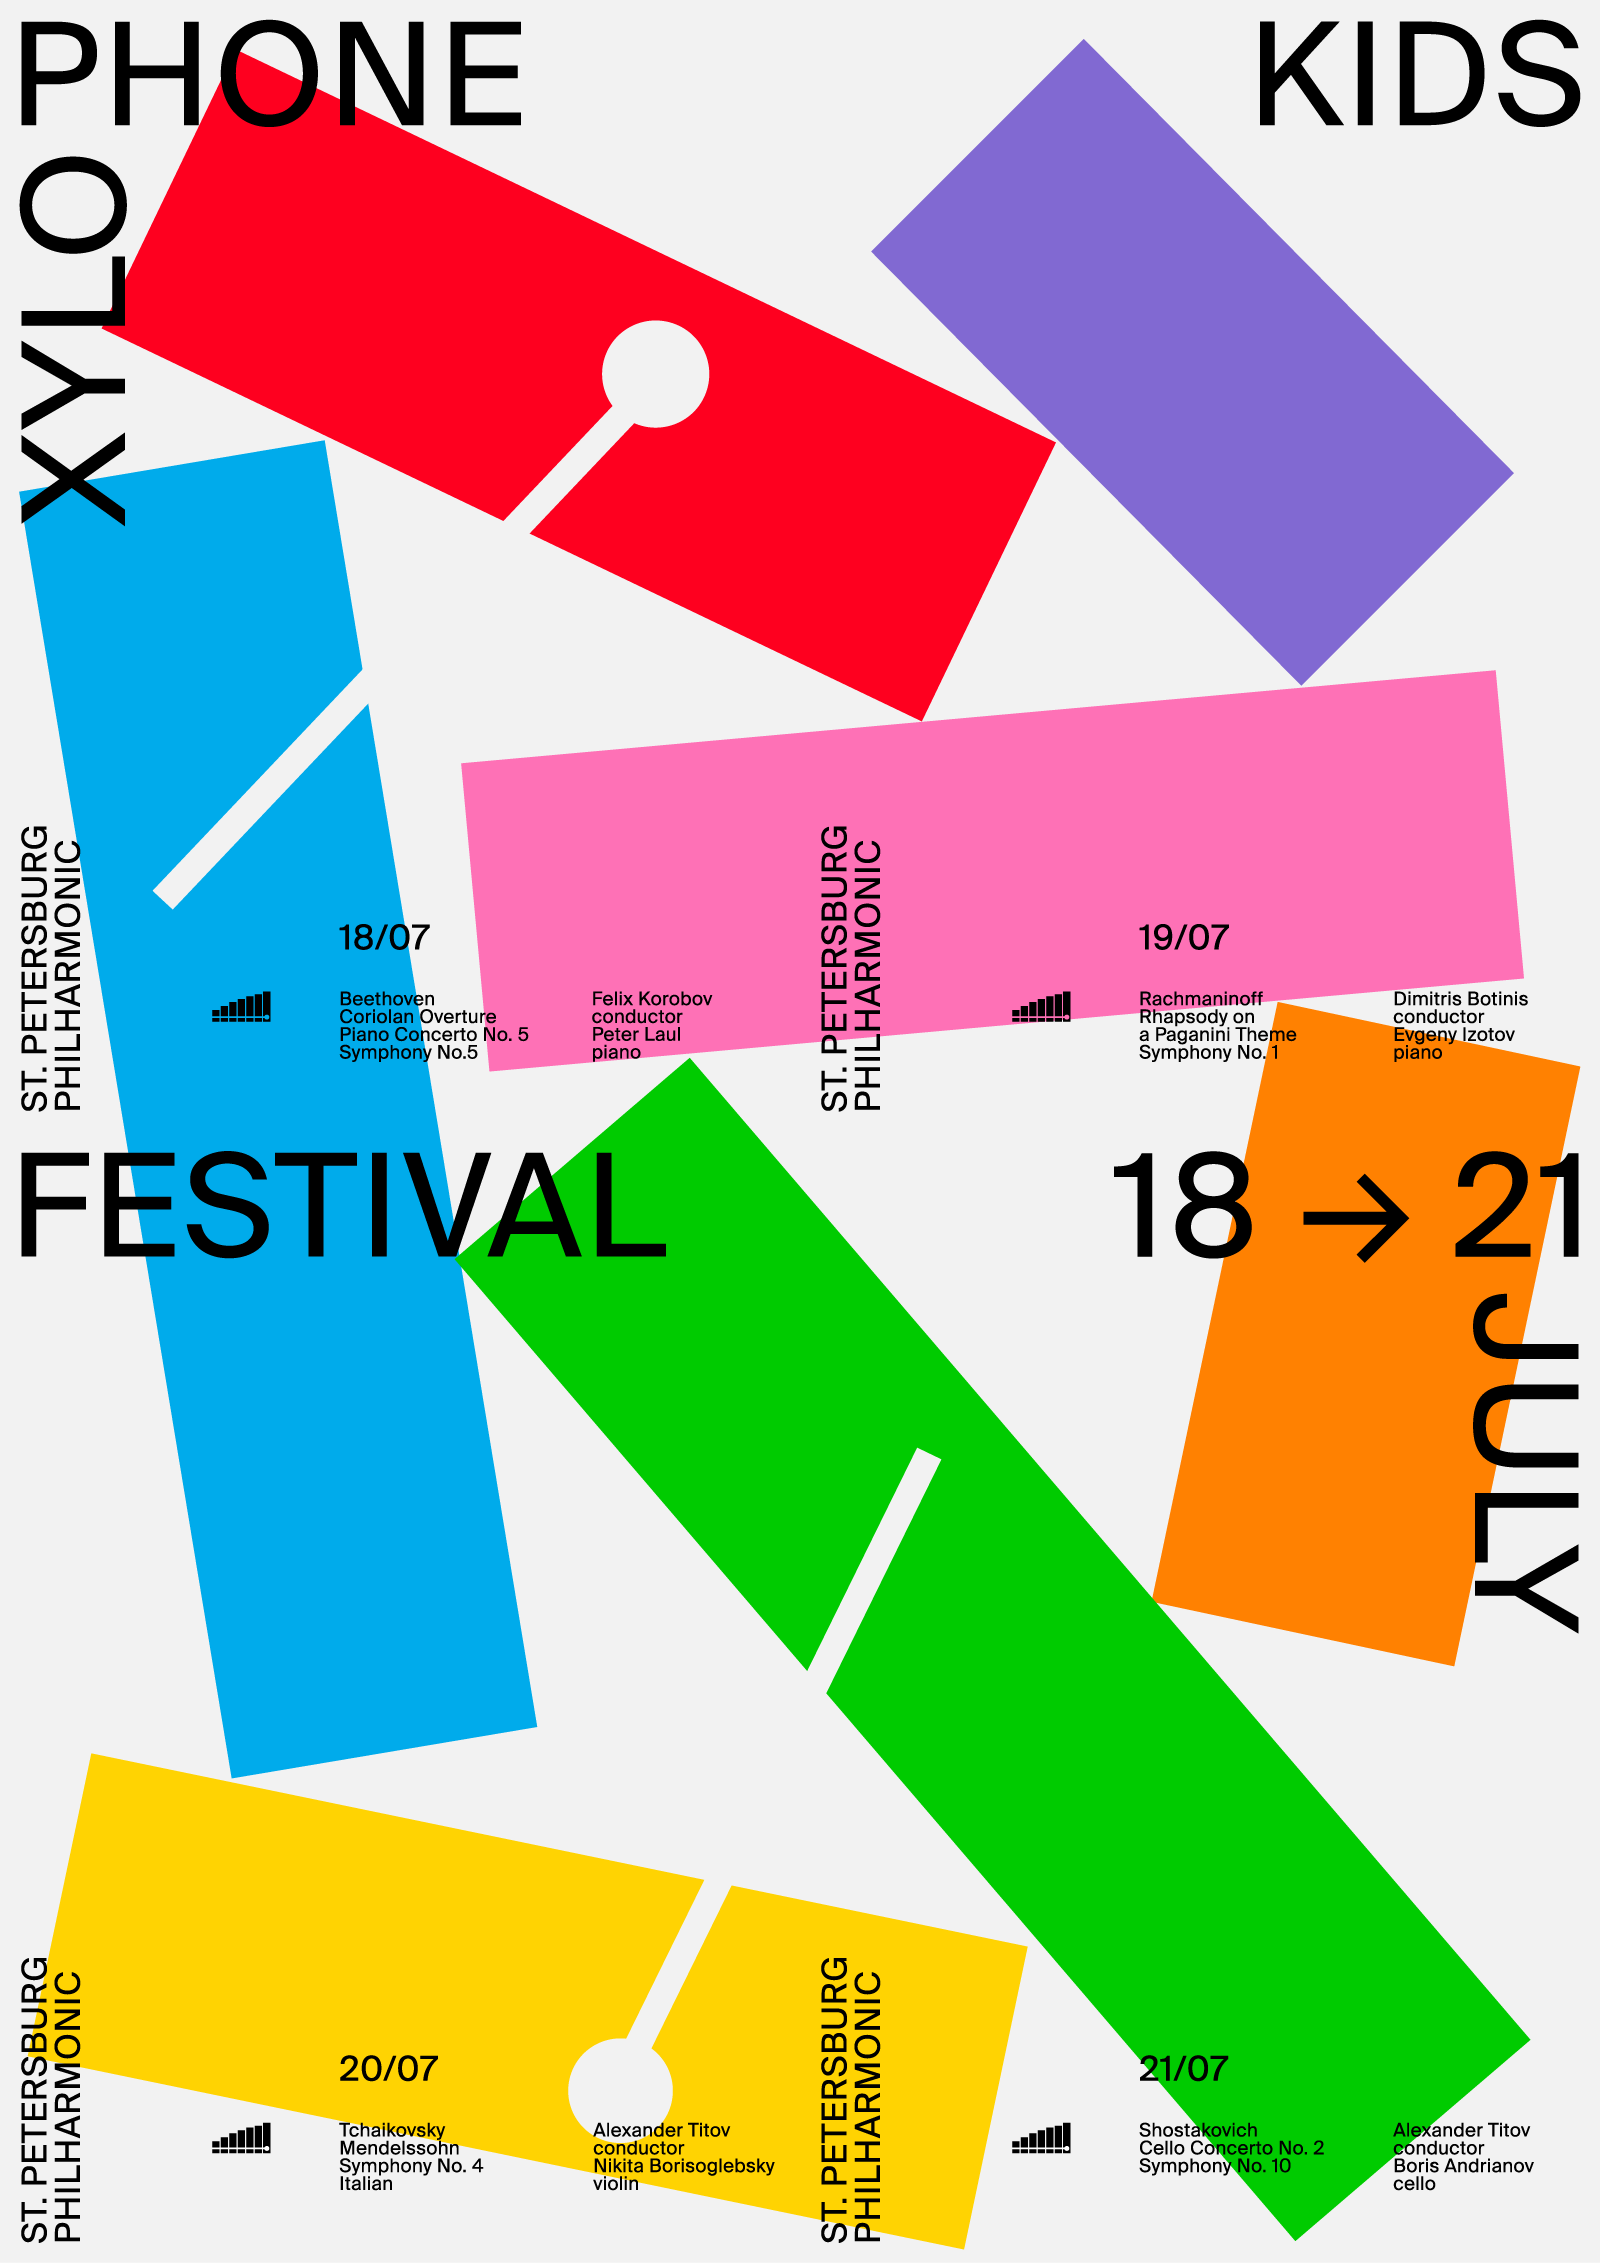 XYLO
PHONE
KIDS
ST. PETERSBURG
PHILHARMONIC
18/07
Beethoven
Coriolan Overture
Piano Concerto No. 5
Symphony No.5
Felix Korobov
conductor
Peter Laul
piano
ST. PETERSBURG
PHILHARMONIC
19/07
Rachmaninoff
Rhapsody on
a Paganini Theme
Symphony No. 1
Dimitris Botinis
conductor
Evgeny Izotov
piano
FESTIVAL
18 → 21
JULY
ST. PETERSBURG
PHILHARMONIC
20/07
Tchaikovsky
Mendelssohn
Symphony No. 4
Italian
Alexander Titov
conductor
Nikita Borisoglebsky
violin
ST. PETERSBURG
PHILHARMONIC
21/07
Shostakovich
Cello Concerto No. 2
Symphony No. 10
Alexander Titov
conductor
Boris Andrianov
cello